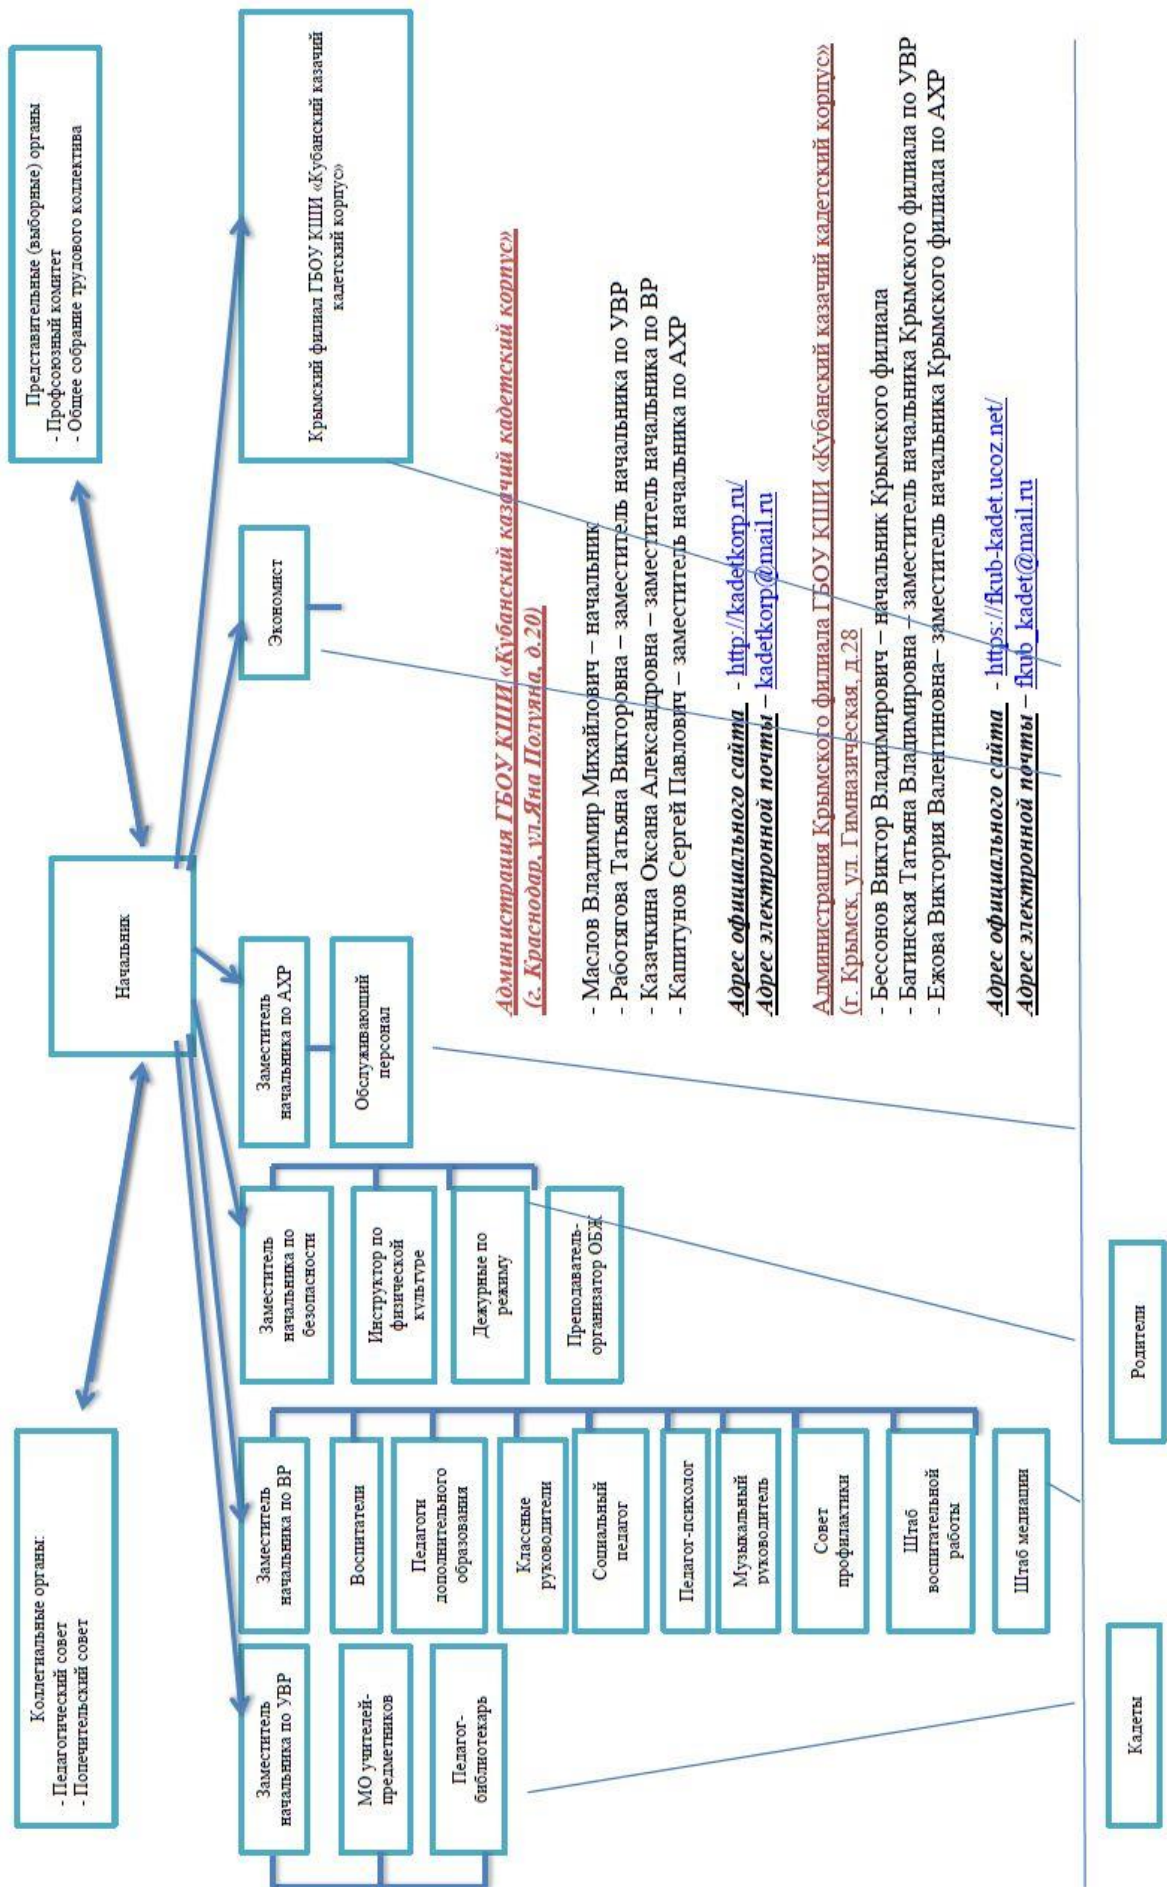 Коллегиальные органы:
- Педагогический совет
- Попечительский совет
Начальник
Представительные (выборные) органы
- Профсоюзный комитет
- Общее собрание трудового коллектива
Заместитель
начальника по УВР
МО учителей-
предметников
Педагог-
библиотекарь
Заместитель
начальника по ВР
Воспитатели
Педагоги
дополнительного
образования
Классные
руководители
Социальный
педагог
Педагог-психолог
Музыкальный
руководитель
Совет
профилактики
Штаб
воспитательной
работы
Штаб медиации
Заместитель
начальника по
безопасности
Инструктор по
физической
культуре
Дежурные по
режиму
Преподаватель-
организатор ОБЖ
Заместитель
начальника по АХР
Обслуживающий
персонал
Экономист
Крымский филиал ГБОУ КШИ «Кубанский казачий
кадетский корпус»
Администрация ГБОУ КШИ «Кубанский казачий кадетский корпус»
(г. Краснодар, ул.Яна Полуяна, д.20)
- Маслов Владимир Михайлович – начальник
- Работягова Татьяна Викторовна – заместитель начальника по УВР
- Казачкина Оксана Александровна – заместитель начальника по ВР
- Капитунов Сергей Павлович – заместитель начальника по АХР
Адрес официального сайта - http://kadetkorp.ru/
Адрес электронной почты – kadetkorp@mail.ru
Администрация Крымского филиала ГБОУ КШИ «Кубанский казачий кадетский корпус»
(г. Крымск, ул. Гимназическая, д.28
- Бессонов Виктор Владимирович – начальник Крымского филиала
- Багинская Татьяна Владимировна – заместитель начальника Крымского филиала по УВР
- Ежова Виктория Валентиновна– заместитель начальника Крымского филиала по АХР
Адрес официального сайта - https://fkub-kadet.ucoz.net/
Адрес электронной почты – fkub_kadet@mail.ru
Кадеты
Родители